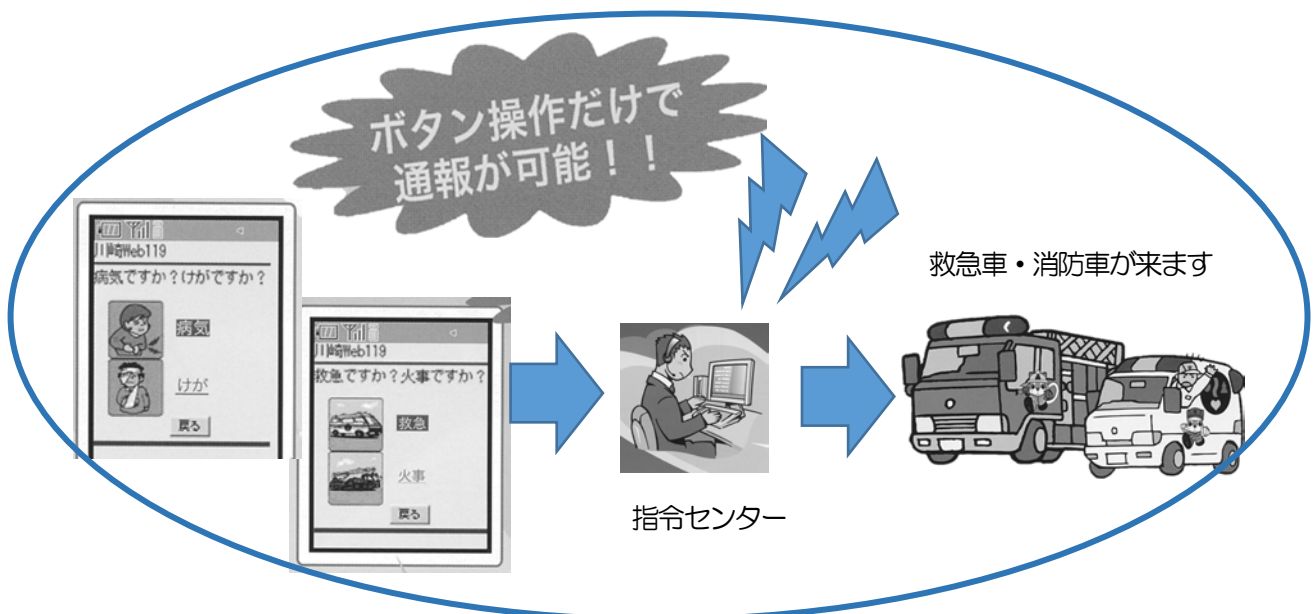 ボタン操作だけで
通報が可能！！
川崎Web119
病気ですか？けがですか？
病気
けが
戻る
川崎Web119
救急ですか？火事ですか？
救急
火事
戻る
指令センター
救急車・消防車が来ます